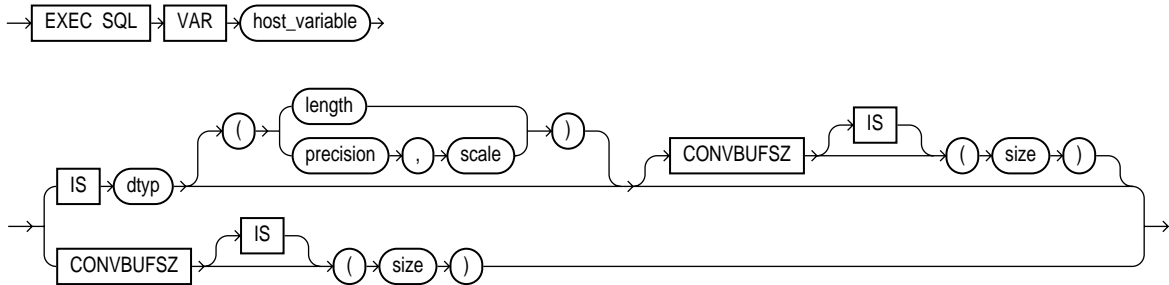 EXEC SQL VAR host_variable
length
( )
precision , scale
IS
CONVBUFSZ ( size )
IS dtyp
IS
CONVBUFSZ ( size )